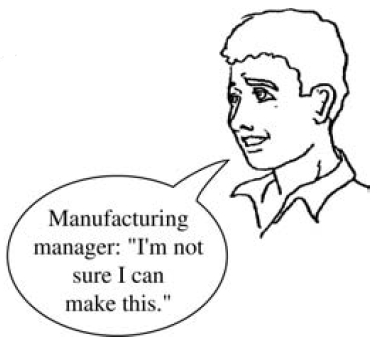 Manufacturing
manager: "I'm not
sure I can
make this."